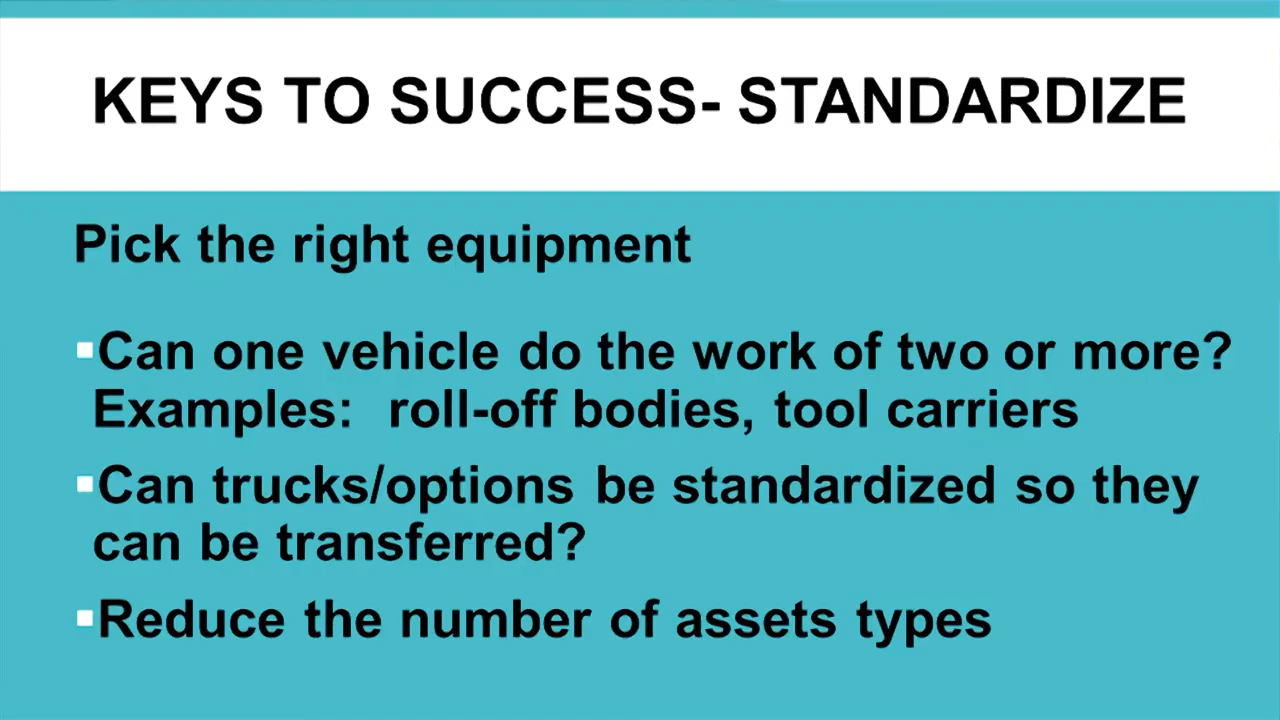 KEYS TO SUCCESS- STANDARDIZE
Pick the right equipment
▪Can one vehicle do the work of two or more?
Examples:  roll-off bodies, tool carriers
▪Can trucks/options be standardized so they
can be transferred?
▪Reduce the number of assets types